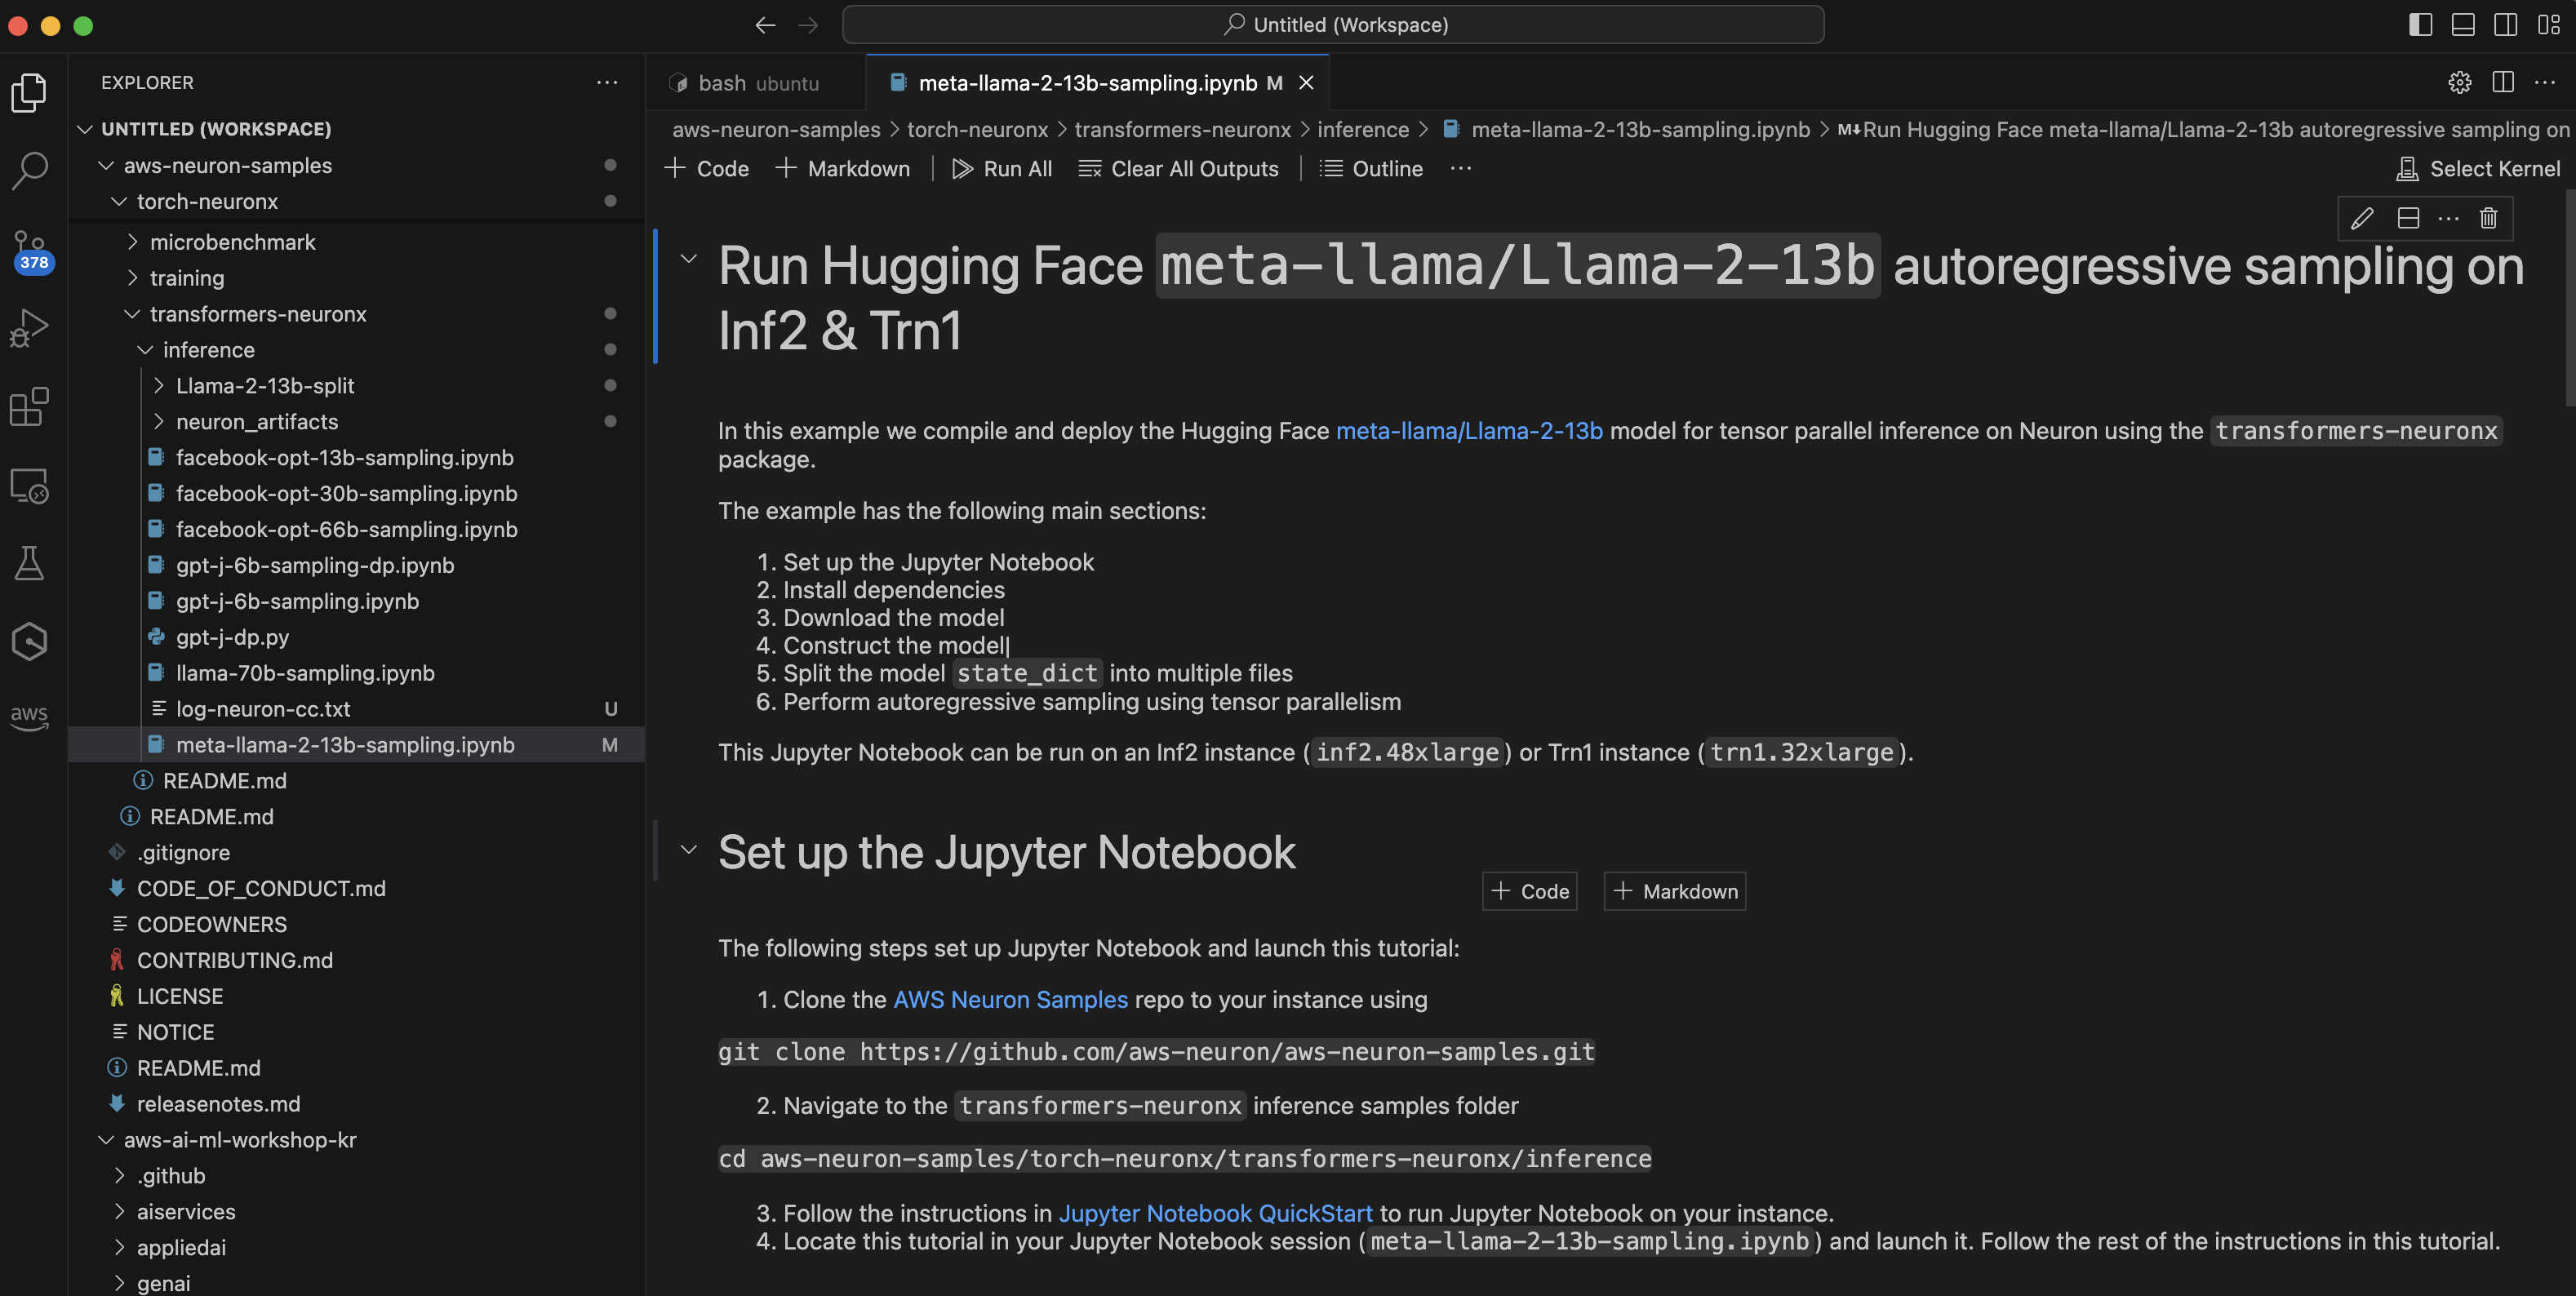 Untitled (Workspace)
EXPLORER
UNTITLED (WORKSPACE)
aws-neuron-samples
torch-neuronx
microbenchmark
training
transformers-neuronx
inference
Llama-2-13b-split
neuron_artifacts
facebook-opt-13b-sampling.ipynb
facebook-opt-30b-sampling.ipynb
facebook-opt-66b-sampling.ipynb
gpt-j-6b-sampling-dp.ipynb
gpt-j-6b-sampling.ipynb
gpt-j-dp.py
llama-70b-sampling.ipynb
log-neuron-cc.txt U
meta-llama-2-13b-sampling.ipynb M
README.md
README.md
.gitignore
CODE_OF_CONDUCT.md
CODEOWNERS
CONTRIBUTING.md
LICENSE
NOTICE
README.md
releasenotes.md
aws-ai-ml-workshop-kr
.github
aiservices
appliedai
genai
378
aws
bash ubuntu
meta-llama-2-13b-sampling.ipynb M
aws-neuron-samples > torch-neuronx > transformers-neuronx > inference > meta-llama-2-13b-sampling.ipynb > M↓Run Hugging Face meta-llama/Llama-2-13b autoregressive sampling on
+ Code + Markdown Run All Clear All Outputs Outline ... Select Kernel
Run Hugging Face meta-llama/Llama-2-13b autoregressive sampling on
Inf2 & Trn1
In this example we compile and deploy the Hugging Face meta-llama/Llama-2-13b model for tensor parallel inference on Neuron using the transformers-neuronx
package.
The example has the following main sections:
1. Set up the Jupyter Notebook
2. Install dependencies
3. Download the model
4. Construct the model
5. Split the model state_dict into multiple files
6. Perform autoregressive sampling using tensor parallelism
This Jupyter Notebook can be run on an Inf2 instance (inf2.48xlarge) or Trn1 instance (trn1.32xlarge).
Set up the Jupyter Notebook
+ Code + Markdown
The following steps set up Jupyter Notebook and launch this tutorial:
1. Clone the AWS Neuron Samples repo to your instance using
git clone https://github.com/aws-neuron/aws-neuron-samples.git
2. Navigate to the transformers-neuronx inference samples folder
cd aws-neuron-samples/torch-neuronx/transformers-neuronx/inference
3. Follow the instructions in Jupyter Notebook QuickStart to run Jupyter Notebook on your instance.
4. Locate this tutorial in your Jupyter Notebook session (meta-llama-2-13b-sampling.ipynb) and launch it. Follow the rest of the instructions in this tutorial.